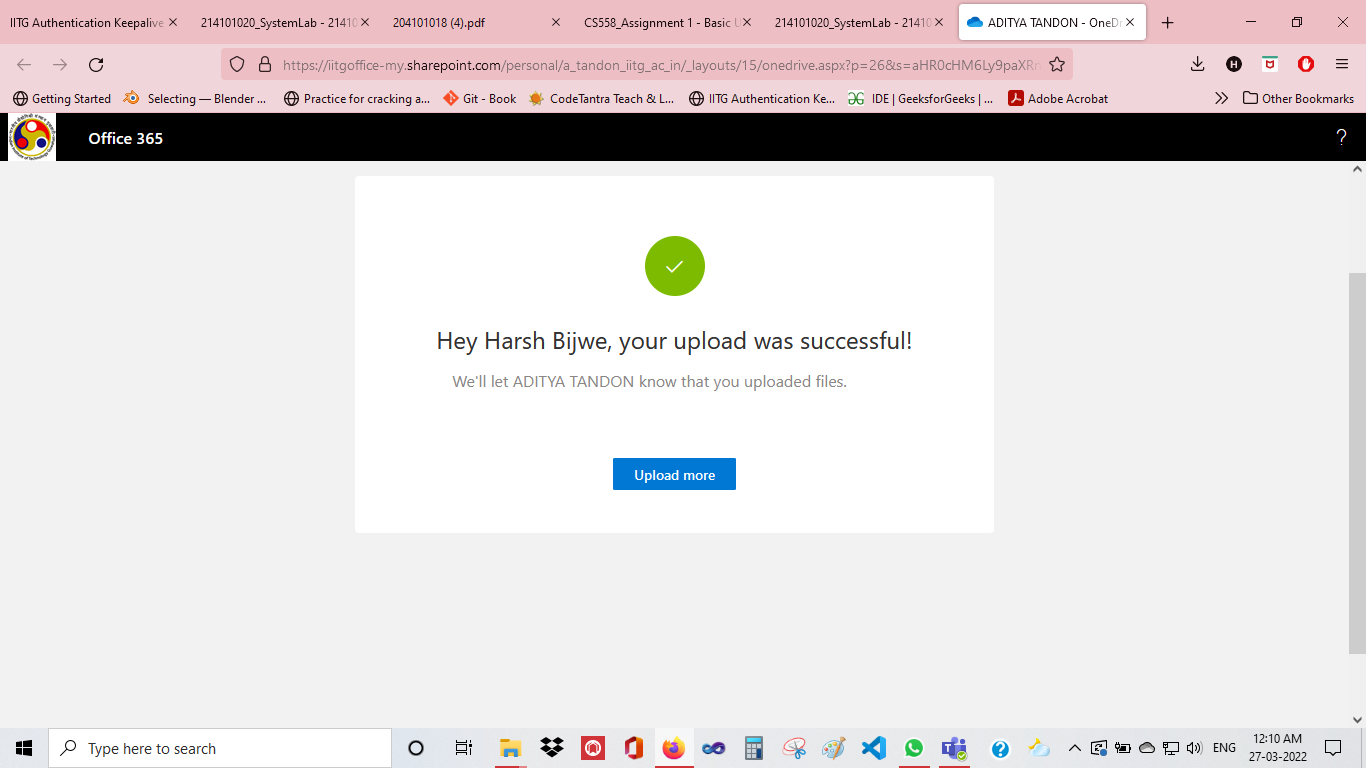 IITG Authentication Keepalive
214101020_SystemLab - 21410
204101018 (4).pdf
CS558_Assignment 1 - Basic U
214101020_SystemLab - 21410
ADITYA TANDON - OneDr
https://iitgoffice-my.sharepoint.com/personal/a_tandon_iitg_ac_in/_layouts/15/onedrive.aspx?p=26&s=aHR0cHM6Ly9paXRn
Getting Started
Selecting — Blender ...
Practice for cracking a...
Git - Book
CodeTantra Teach & L...
IITG Authentication Ke...
IDE | GeeksforGeeks | ...
Adobe Acrobat
Other Bookmarks
Office 365
?
Hey Harsh Bijwe, your upload was successful!
We'll let ADITYA TANDON know that you uploaded files.
Upload more
Type here to search
ENG
12:10 AM
27-03-2022